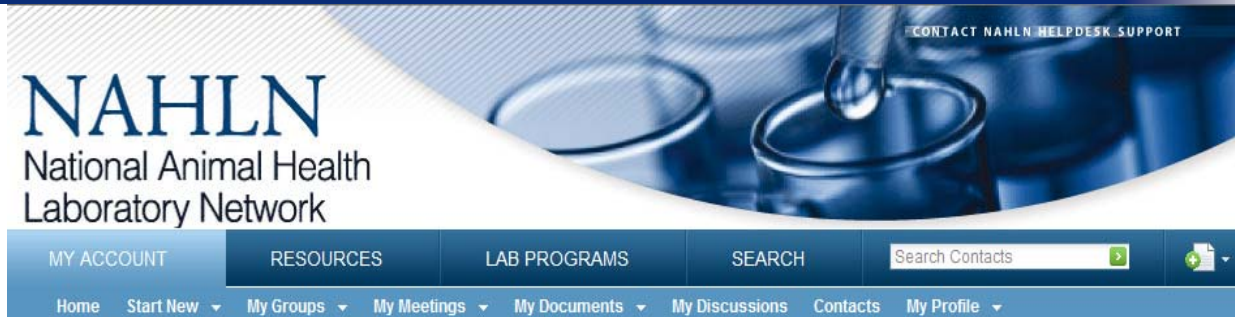 CONTACT NAHLN HELPDESK SUPPORT
NAHLN
National Animal Health
Laboratory Network
MY ACCOUNT RESOURCES LAB PROGRAMS SEARCH Search Contacts
Home Start New My Groups My Meetings My Documents My Discussions Contacts My Profile